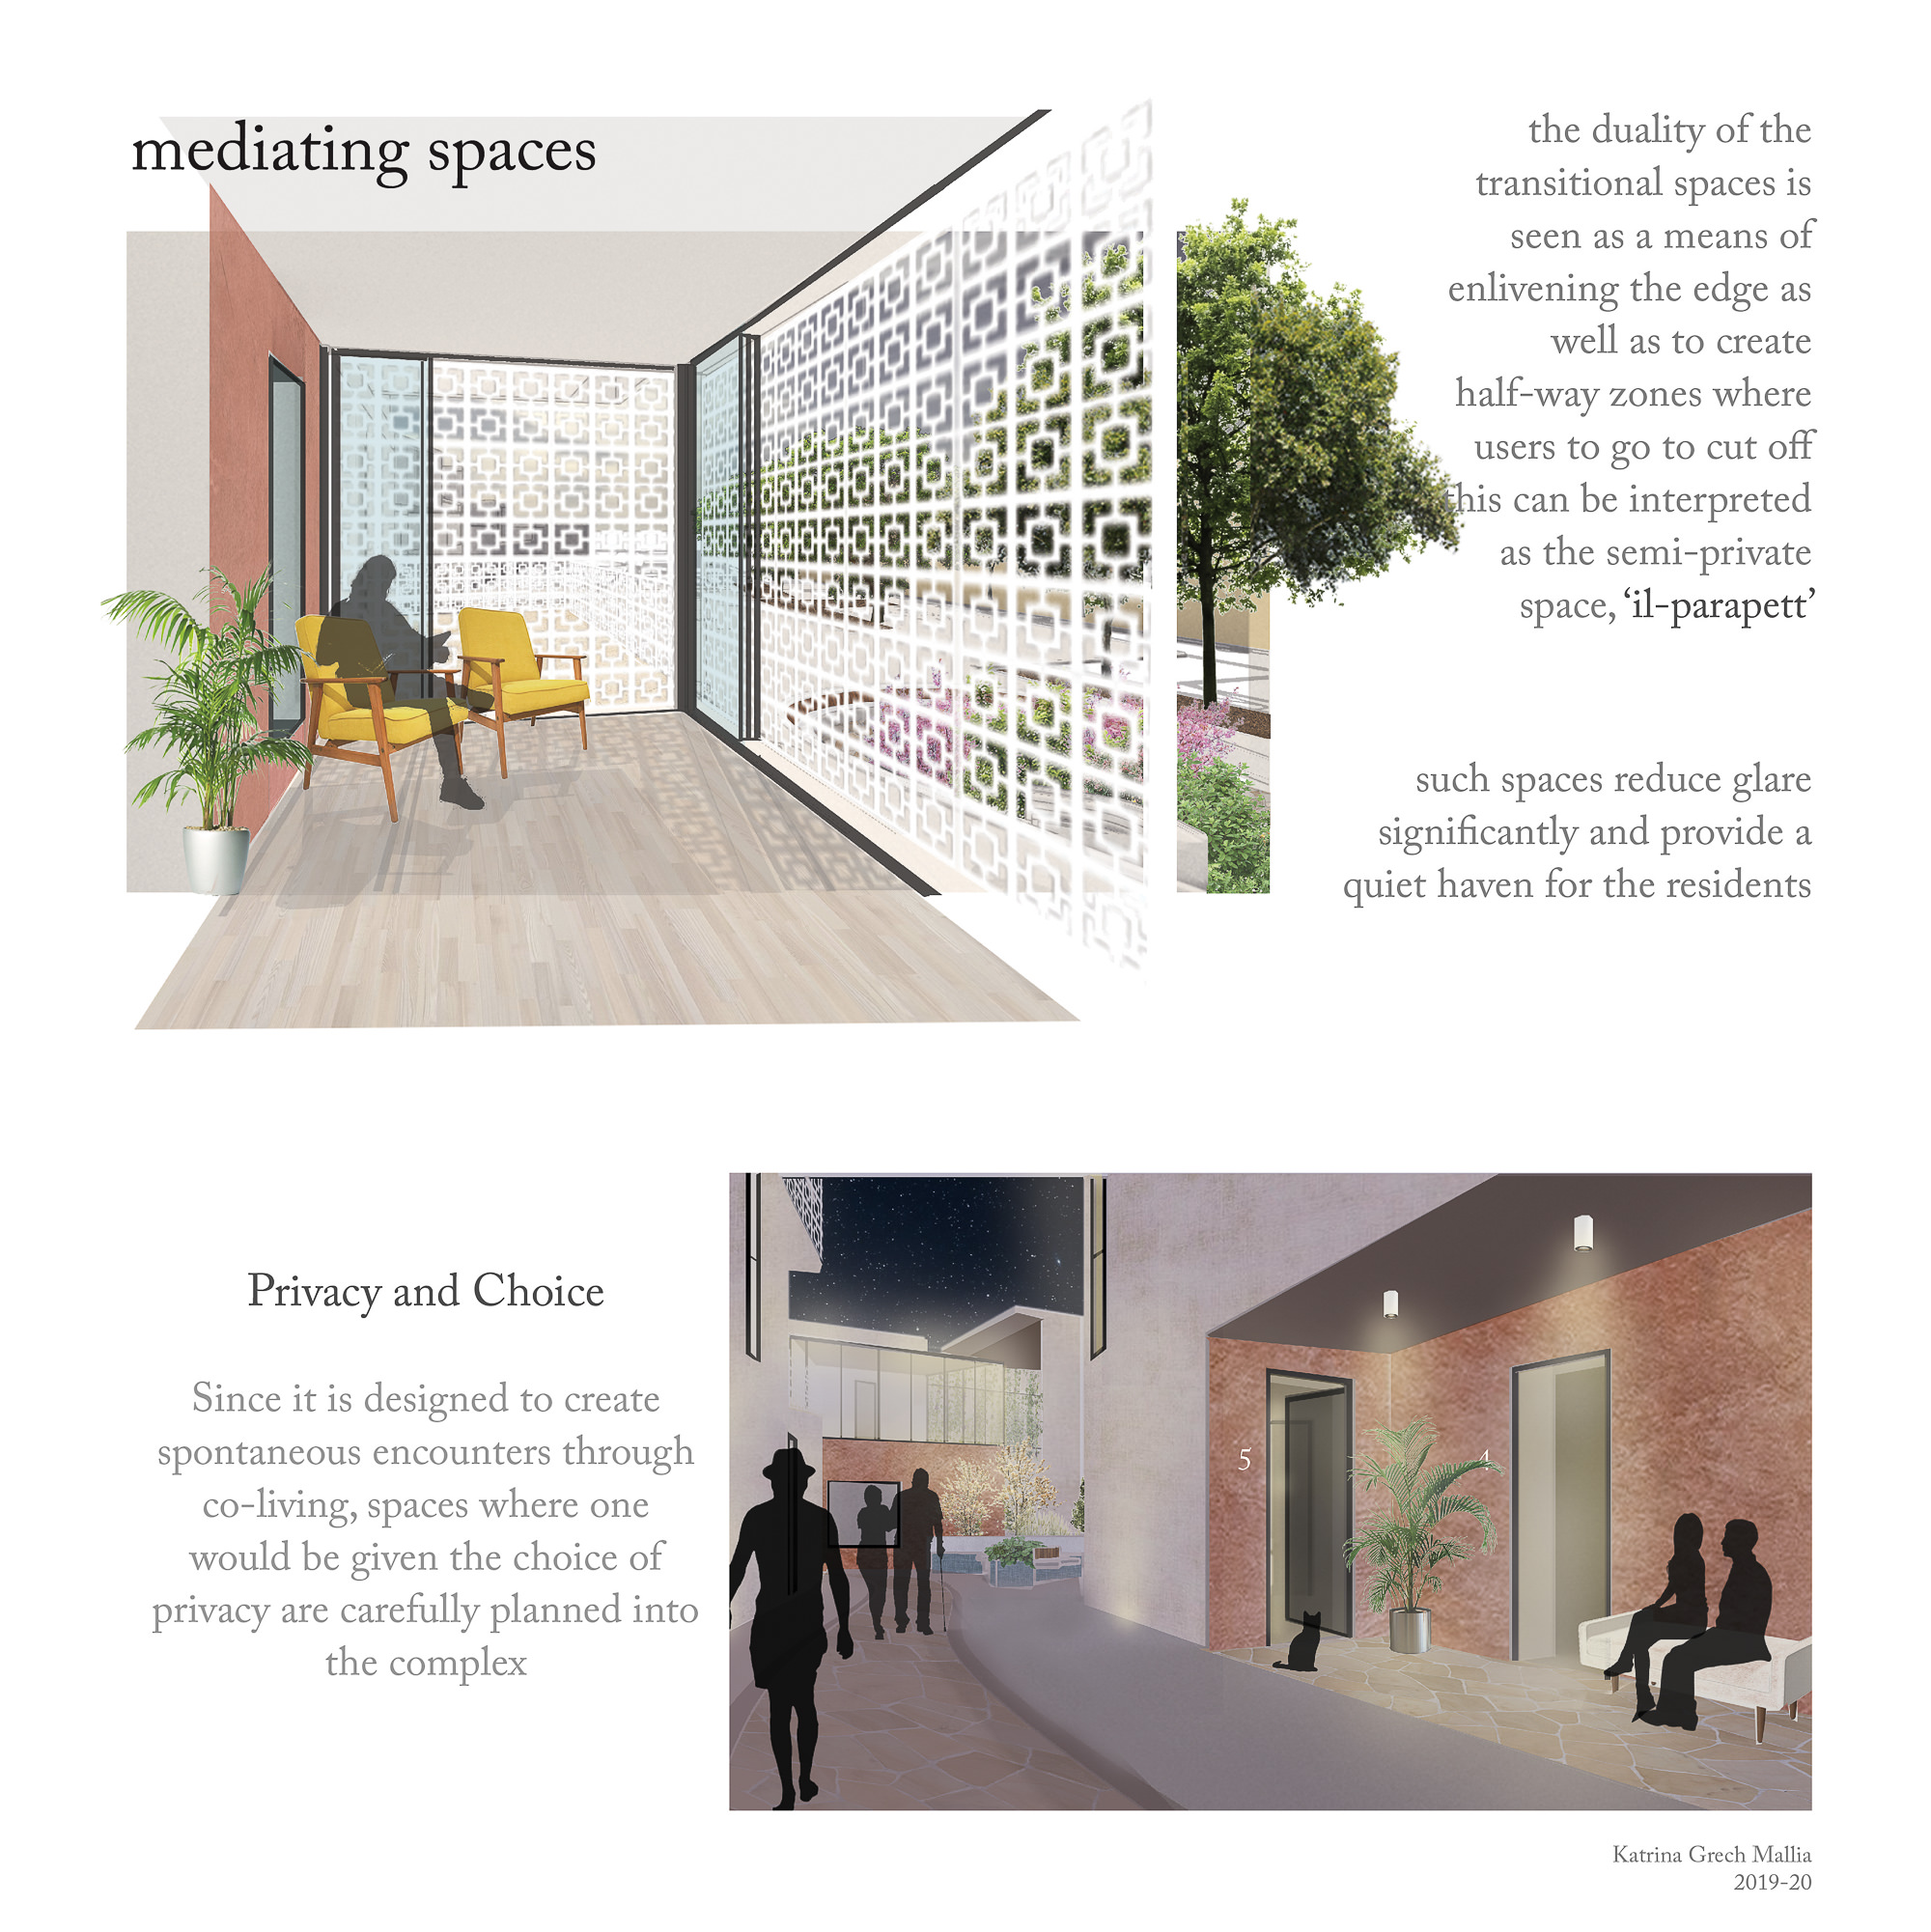 mediating spaces
the duality of the
transitional spaces is
seen as a means of
enlivening the edge as
well as to create
half-way zones where
users to go to cut off
this can be interpreted
as the semi-private
space, ‘il-parapett’
such spaces reduce glare
significantly and provide a
quiet haven for the residents
Privacy and Choice
Since it is designed to create
spontaneous encounters through
co-living, spaces where one
would be given the choice of
privacy are carefully planned into
the complex
5
4
Katrina Grech Mallia
2019-20